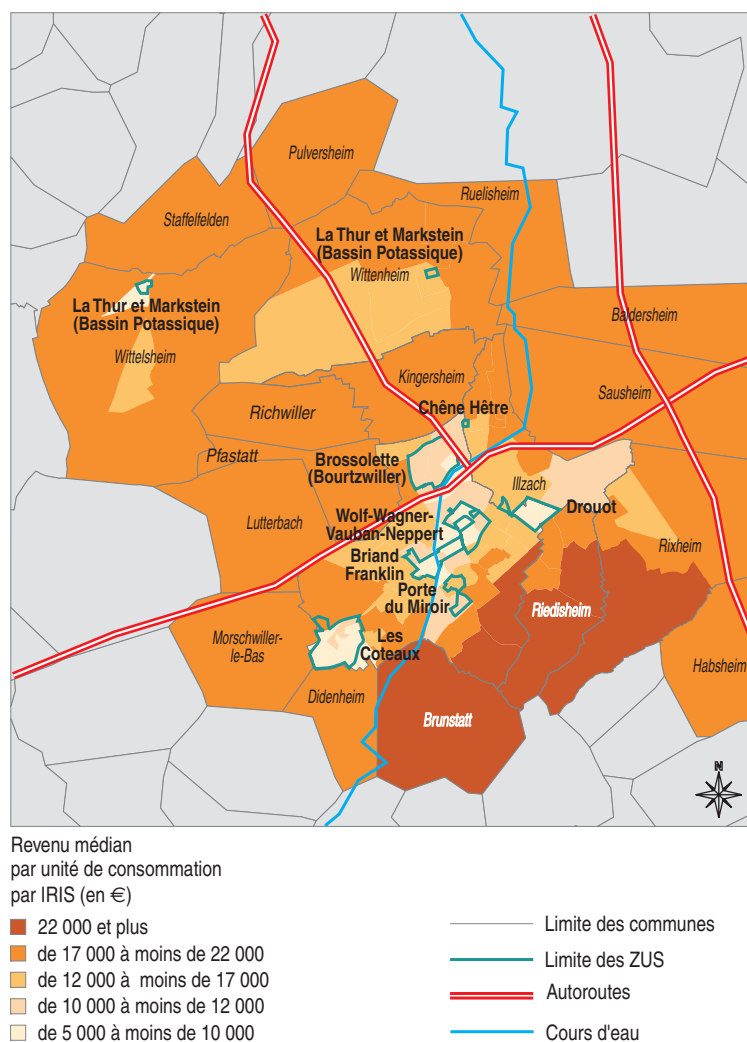 Pulversheim
Ruelisheim
Staffelfelden
La Thur et Markstein
(Bassin Potassique)
Wittenheim
La Thur et Markstein
(Bassin Potassique)
Wittelsheim
Baldersheim
Kingersheim
Sausheim
Richwiller
Chêne Hêtre
Pfastatt
Brossolette
(Bourtzwiller)
Illzach
Drouot
Lutterbach
Wolf-Wagner-
Vauban-Neppert
Rixheim
Briand
Franklin
Porte
du Miroir
Riedisheim
Morschwiller-
le-Bas
Les
Coteaux
Habsheim
Didenheim
Brunstatt
N
Revenu médian
par unité de consommation
par IRIS (en €)
22 000 et plus
de 17 000 à moins de 22 000
de 12 000 à moins de 17 000
de 10 000 à moins de 12 000
de 5 000 à moins de 10 000
Limite des communes
Limite des ZUS
Autoroutes
Cours d'eau